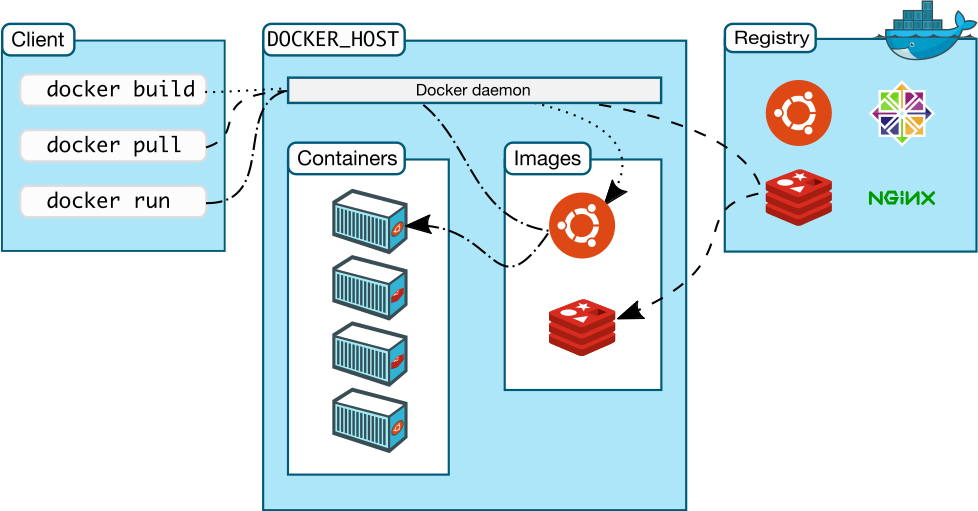 Client
docker build
docker pull
docker run
DOCKER_HOST
Docker daemon
Containers
Images
Registry
NGiNX